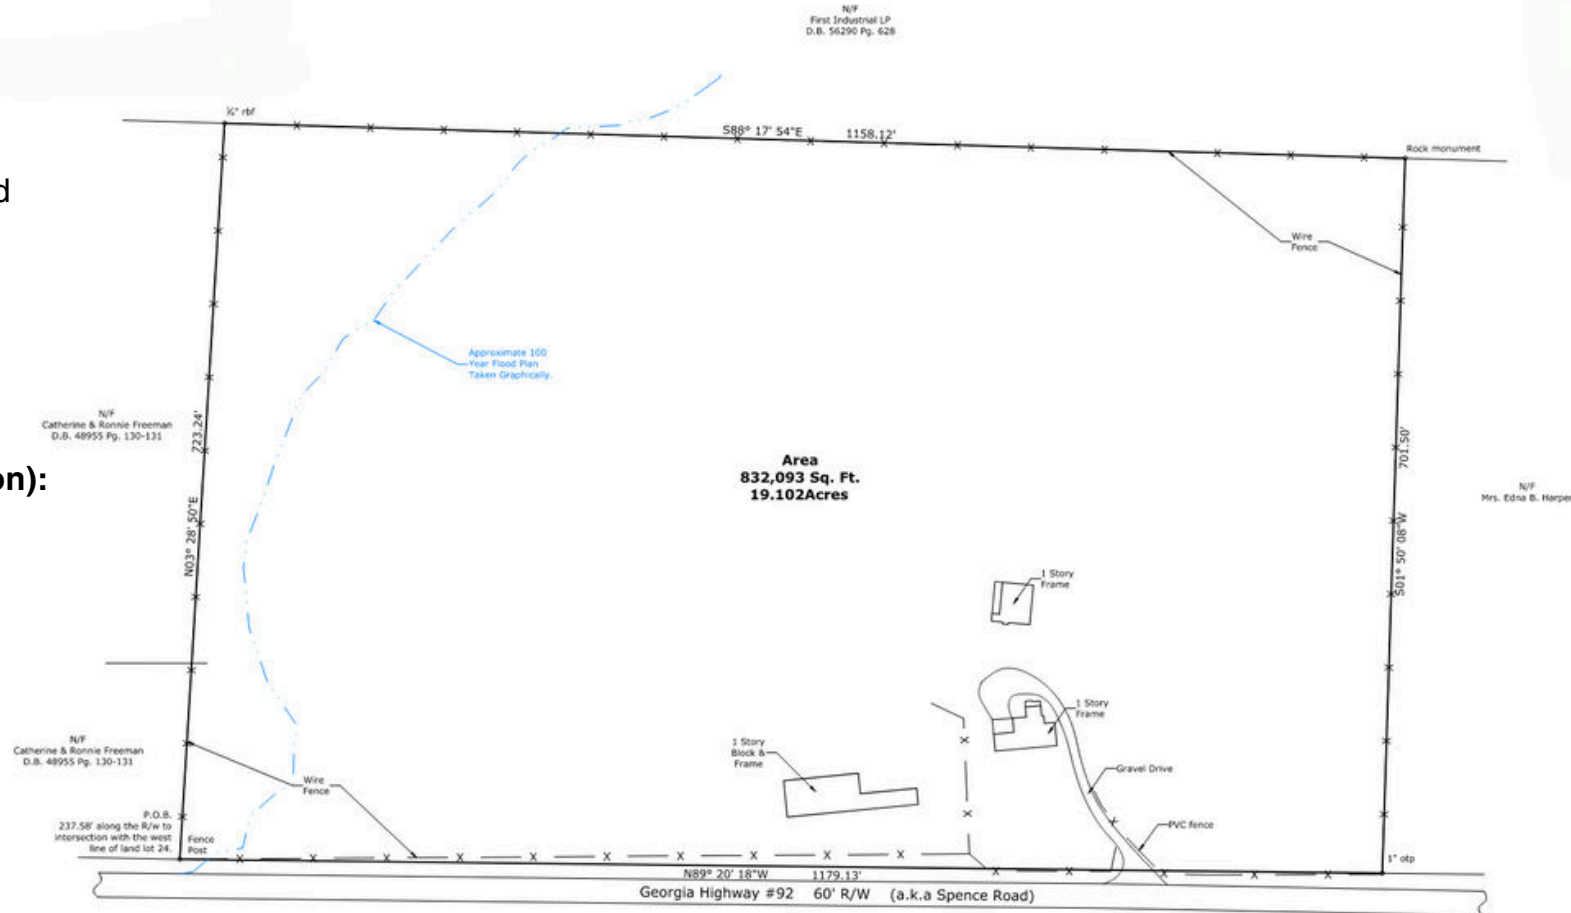 N/F
First Industrial LP
D.B. 56290 Pg. 628
½" rbf
S88° 17' 54"E 1158.12'
Rock monument
d
Wire
Fence
Approximate 100
Year Flood Plan
Taken Graphically.
N/F
Catherine & Ronnie Freeman
D.B. 48955 Pg. 130-131
N03° 28' 50"E 723.24'
on):
Area
832,093 Sq. Ft.
19.102Acres
S01° 50' 08"W 701.50'
N/F
Mrs. Edna B. Harper
1 Story
Frame
1 Story
Frame
N/F
Catherine & Ronnie Freeman
D.B. 48955 Pg. 130-131
1 Story
Block &
Frame
Wire
Fence
Gravel Drive
PVC fence
P.O.B.
237.58' along the R/w to
intersection with the west
line of land lot 24.
Fence
Post
1" otp
N89° 20' 18"W 1179.13'
Georgia Highway #92 60' R/W (a.k.a Spence Road)